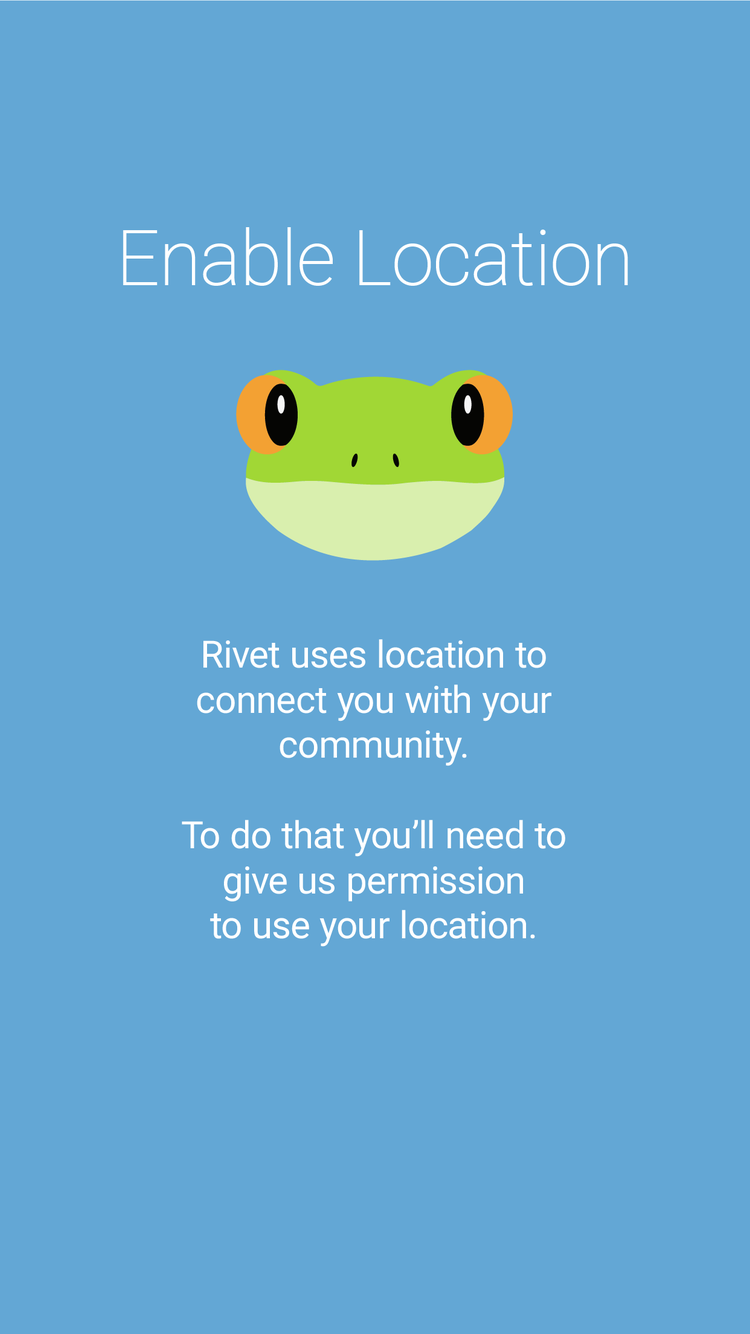 Enable Location
Rivet uses location to
connect you with your
community.
To do that you’ll need to
give us permission
to use your location.